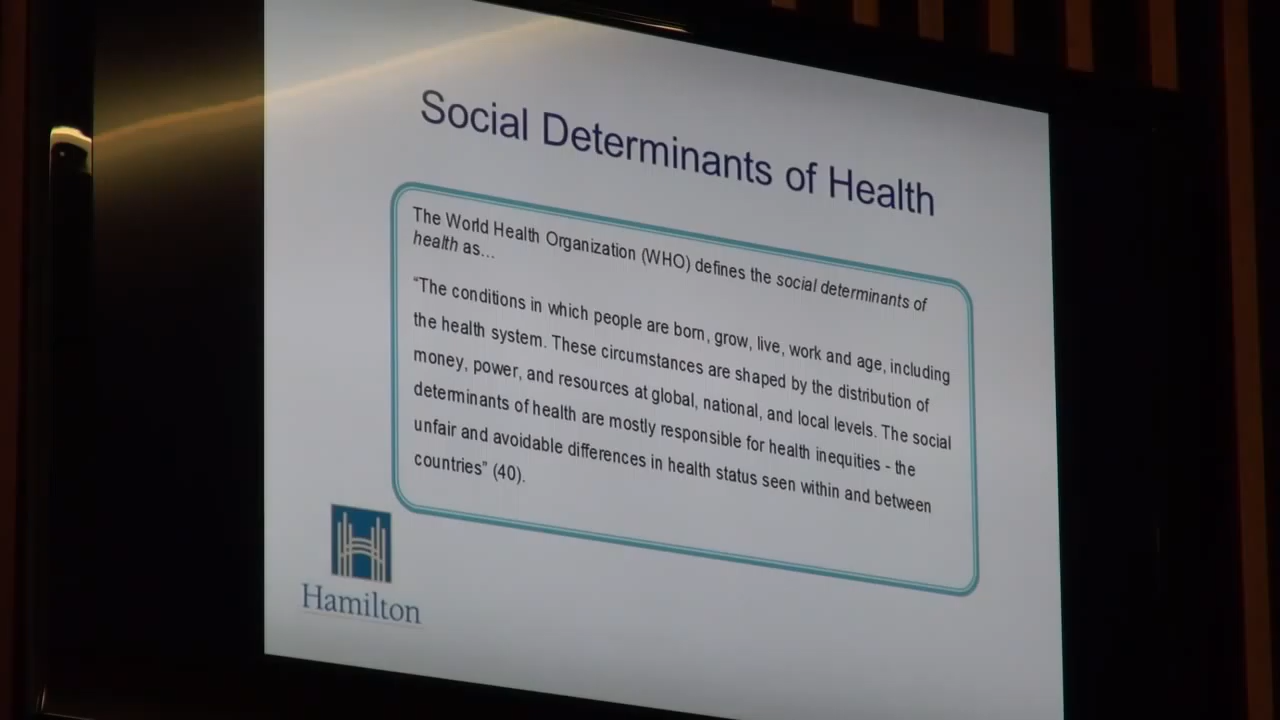 Social Determinants of Health
The World Health Organization (WHO) defines the social determinants of
health as...
“The conditions in which people are born, grow, live, work and age, including
the health system. These circumstances are shaped by the distribution of
money, power, and resources at global, national, and local levels. The social
determinants of health are mostly responsible for health inequities - the
unfair and avoidable differences in health status seen within and between
countries” (40).
Hamilton